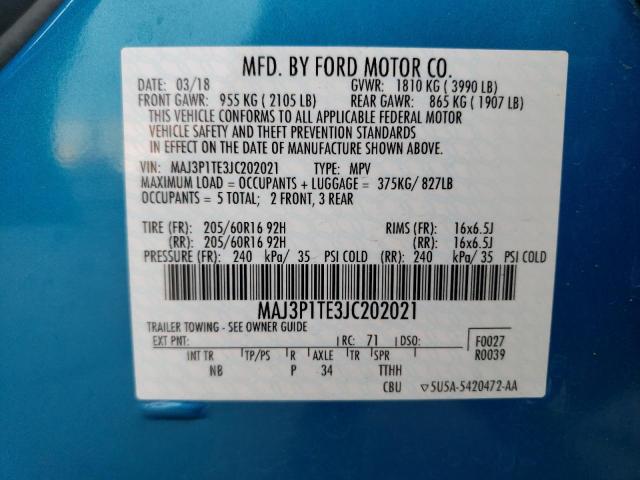 MFD. BY FORD MOTOR CO.
DATE: 03/18 GVWR: 1810 KG ( 3990 LB)
FRONT GAWR: 955 KG ( 2105 LB) REAR GAWR: 865 KG ( 1907 LB)
THIS VEHICLE CONFORMS TO ALL APPLICABLE FEDERAL MOTOR
VEHICLE SAFETY AND THEFT PREVENTION STANDARDS
IN EFFECT ON THE DATE OF MANUFACTURE SHOWN ABOVE.
VIN: MAJ3P1TE3JC202021 TYPE: MPV
MAXIMUM LOAD = OCCUPANTS + LUGGAGE = 375KG/ 827LB
OCCUPANTS = 5 TOTAL; 2 FRONT, 3 REAR
TIRE (FR): 205/60R16 92H RIMS (FR): 16x6.5J
(RR): 205/60R16 92H (RR): 16x6.5J
PRESSURE (FR): 240 kPa/ 35 PSI COLD (RR): 240 kPa/ 35 PSI COLD
MAJ3P1TE3JC202021
TRAILER TOWING - SEE OWNER GUIDE
EXT PNT: RC: 71 DSO: F0027
R0039
INT TR TP/PS R AXLE TR SPR
NB P 34 TTHH
CBU ▽5U5A-5420472-AA